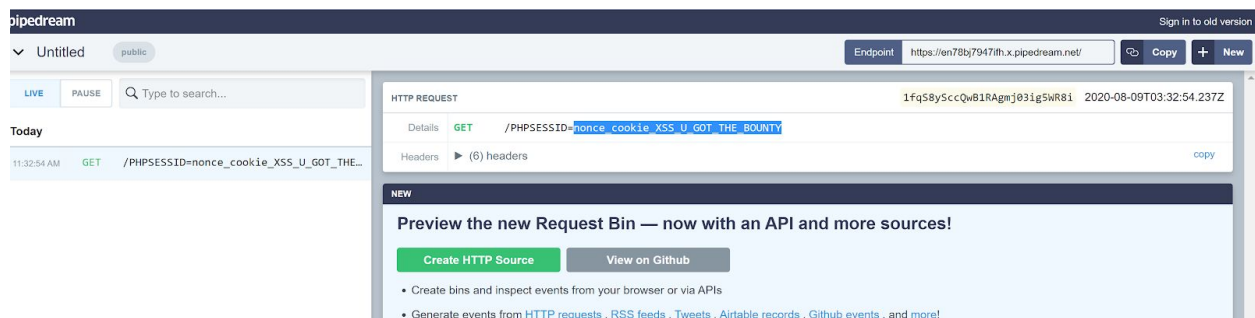 pipedream
Sign in to old version
Untitled
public
Endpoint
https://en78bj7947ifh.x.pipedream.net/
Copy
New
LIVE
PAUSE
Type to search...
Today
11:32:54 AM GET /PHPSESSID=nonce_cookie_XSS_U_GOT_THE...
HTTP REQUEST
1fqS8ySccQwB1RAgmj03ig5WR8i 2020-08-09T03:32:54.237Z
Details GET /PHPSESSID=nonce_cookie_XSS_U_GOT_THE_BOUNTY
Headers ▶ (6) headers
copy
NEW
Preview the new Request Bin — now with an API and more sources!
Create HTTP Source
View on Github
• Create bins and inspect events from your browser or via APIs
• Generate events from HTTP requests , RSS feeds , Tweets , Airtable records , Github events , and more!